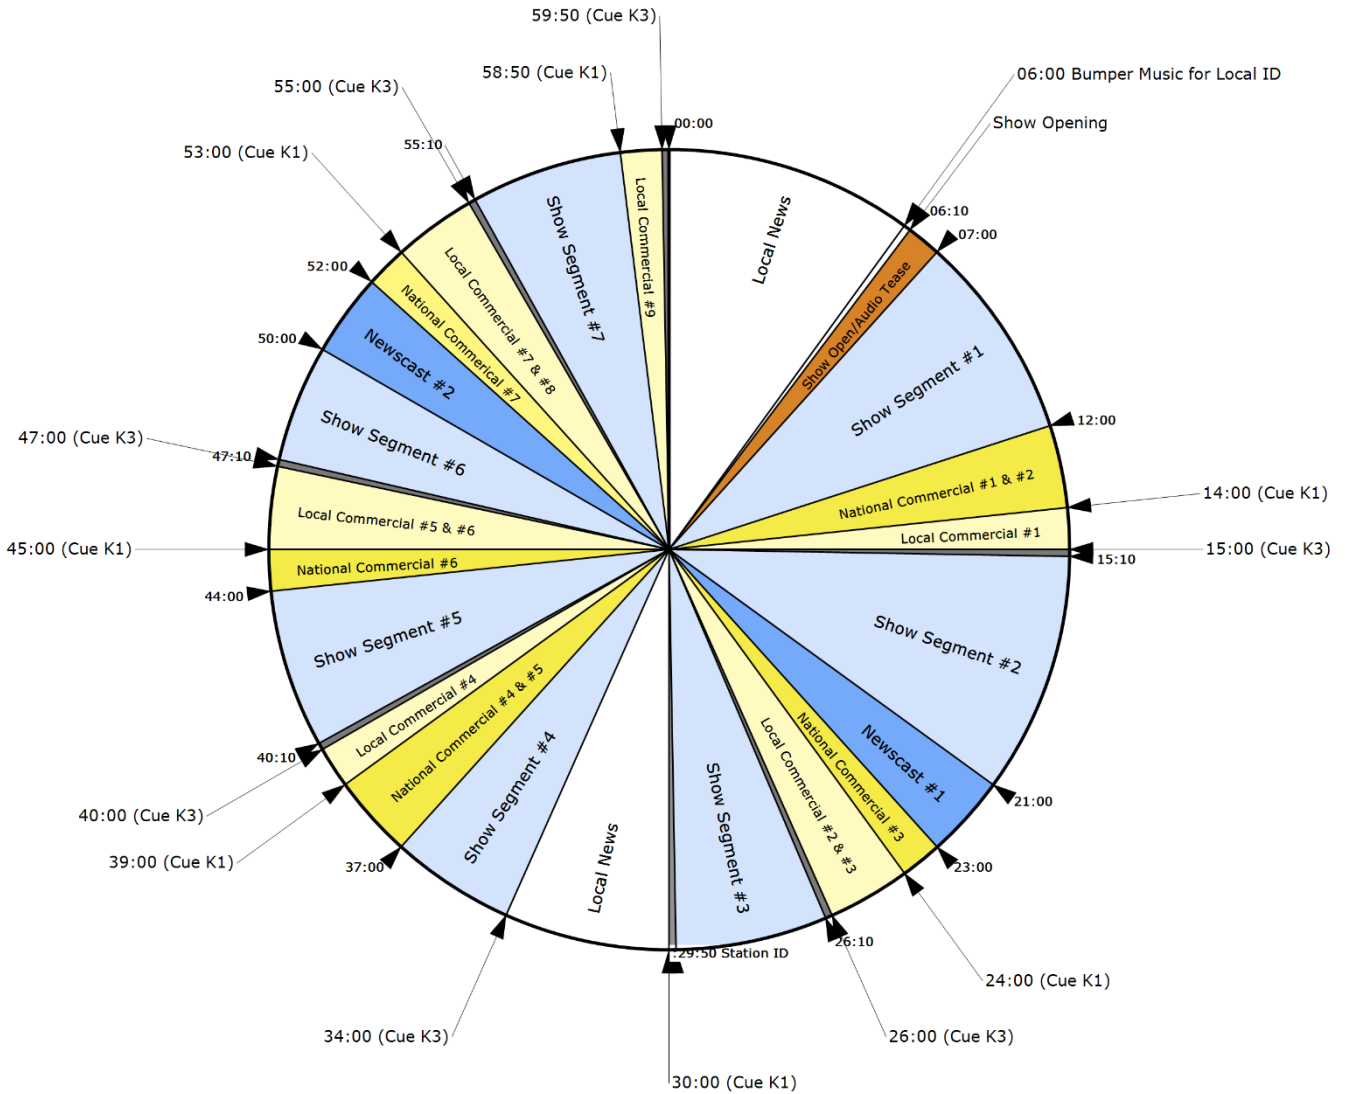 59:50 (Cue K3)
58:50 (Cue K1)
55:00 (Cue K3)
55:10
53:00 (Cue K1)
52:00
50:00
47:00 (Cue K3)
47:10
45:00 (Cue K1)
44:00
40:10
40:00 (Cue K3)
39:00 (Cue K1)
37:00
34:00 (Cue K3)
30:00 (Cue K1)
:29:50 Station ID
26:10
26:00 (Cue K3)
24:00 (Cue K1)
23:00
21:00
15:10
15:00 (Cue K3)
14:00 (Cue K1)
12:00
07:00
06:10
Show Opening
06:00 Bumper Music for Local ID
00:00
Local News
Show Open/Audio Tease
Show Segment #1
National Commercial #1 & #2
Local Commercial #1
Show Segment #2
Newscast #1
National Commercial #3
Local Commercial #2 & #3
Show Segment #3
Local News
Show Segment #4
National Commercial #4 & #5
Local Commercial #4
Show Segment #5
National Commercial #6
Local Commercial #5 & #6
Show Segment #6
Newscast #2
National Commerical #7
Local Commercial #7 & #8
Show Segment #7
Local Commercial #9